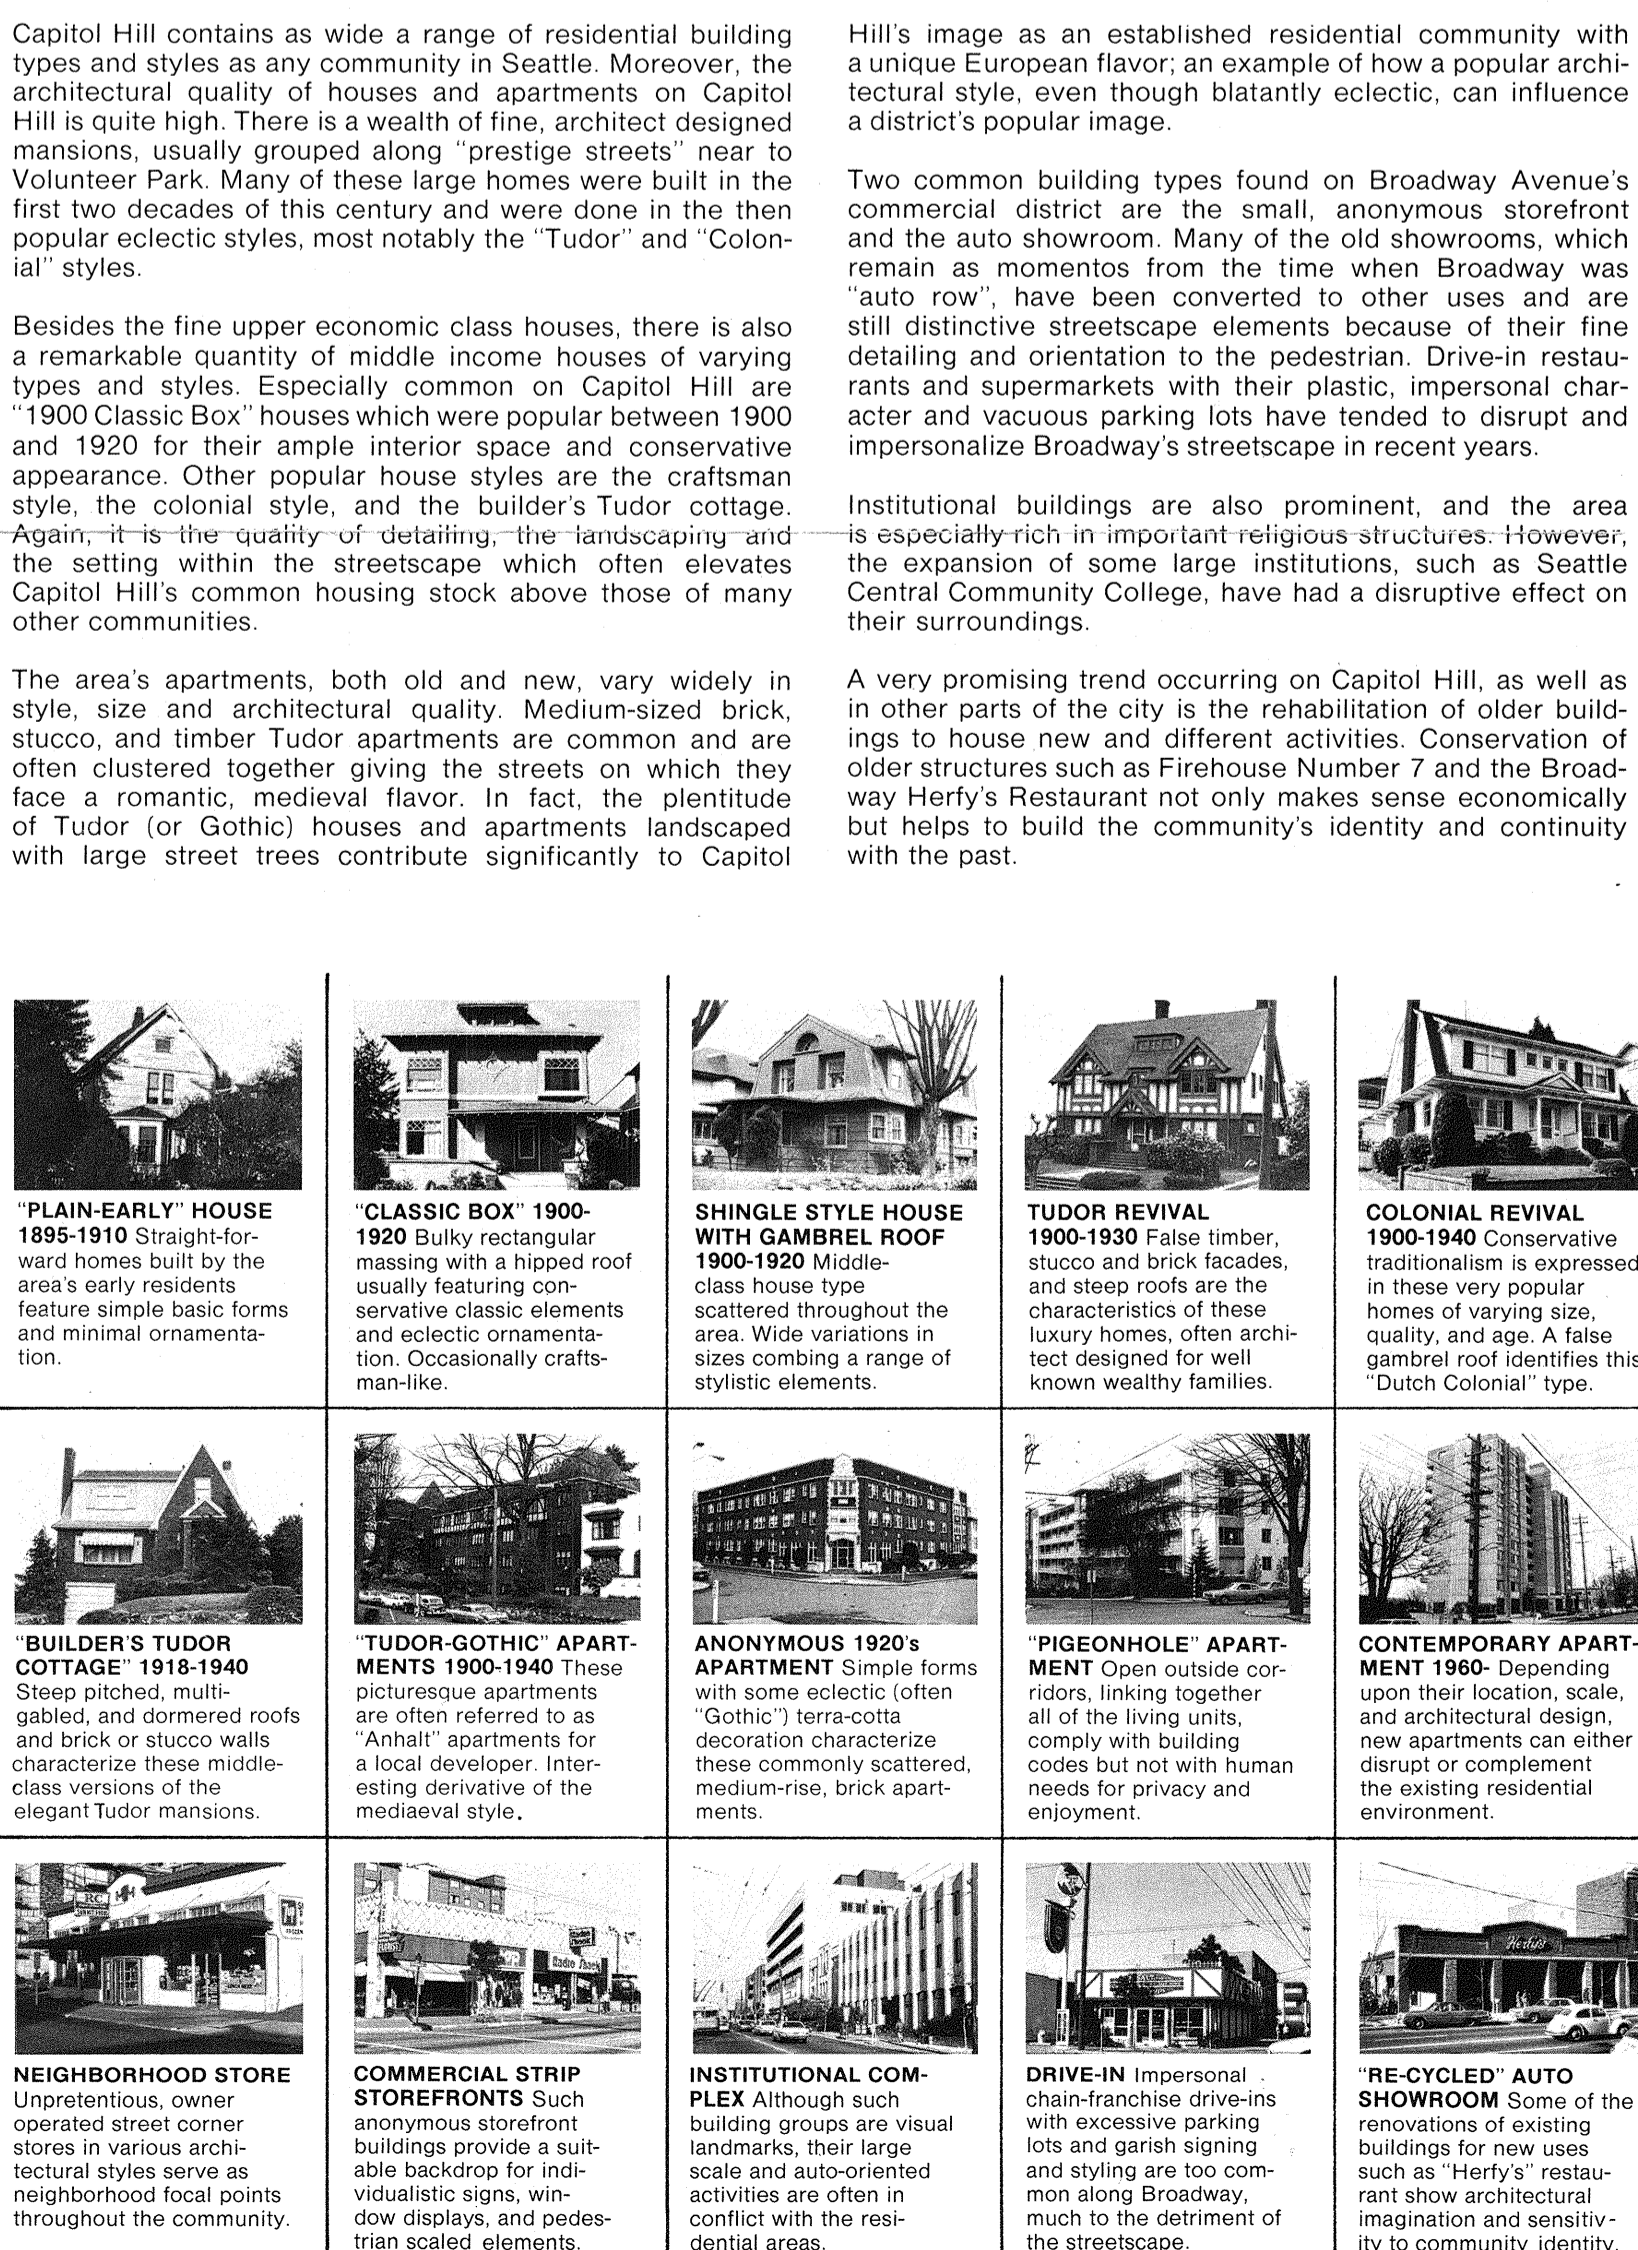 Capitol Hill contains as wide a range of residential building
types and styles as any community in Seattle. Moreover, the
architectural quality of houses and apartments on Capitol
Hill is quite high. There is a wealth of fine, architect designed
mansions, usually grouped along “prestige streets” near to
Volunteer Park. Many of these large homes were built in the
first two decades of this century and were done in the then
popular eclectic styles, most notably the “Tudor” and “Colon-
ial” styles.
Besides the fine upper economic class houses, there is also
a remarkable quantity of middle income houses of varying
types and styles. Especially common on Capitol Hill are
“1900 Classic Box” houses which were popular between 1900
and 1920 for their ample interior space and conservative
appearance. Other popular house styles are the craftsman
style, the colonial style, and the builder’s Tudor cottage.
Again, it is the quality of detailing, the landscaping and
the setting within the streetscape which often elevates
Capitol Hill’s common housing stock above those of many
other communities.
The area’s apartments, both old and new, vary widely in
style, size and architectural quality. Medium-sized brick,
stucco, and timber Tudor apartments are common and are
often clustered together giving the streets on which they
face a romantic, medieval flavor. In fact, the plentitude
of Tudor (or Gothic) houses and apartments landscaped
with large street trees contribute significantly to Capitol
Hill’s image as an established residential community with
a unique European flavor; an example of how a popular archi-
tectural style, even though blatantly eclectic, can influence
a district’s popular image.
Two common building types found on Broadway Avenue’s
commercial district are the small, anonymous storefront
and the auto showroom. Many of the old showrooms, which
remain as momentos from the time when Broadway was
“auto row”, have been converted to other uses and are
still distinctive streetscape elements because of their fine
detailing and orientation to the pedestrian. Drive-in restau-
rants and supermarkets with their plastic, impersonal char-
acter and vacuous parking lots have tended to disrupt and
impersonalize Broadway’s streetscape in recent years.
Institutional buildings are also prominent, and the area
is especially rich in important religious structures. However,
the expansion of some large institutions, such as Seattle
Central Community College, have had a disruptive effect on
their surroundings.
A very promising trend occurring on Capitol Hill, as well as
in other parts of the city is the rehabilitation of older build-
ings to house new and different activities. Conservation of
older structures such as Firehouse Number 7 and the Broad-
way Herfy’s Restaurant not only makes sense economically
but helps to build the community’s identity and continuity
with the past.
“PLAIN-EARLY” HOUSE
1895-1910 Straight-for-
ward homes built by the
area’s early residents
feature simple basic forms
and minimal ornamenta-
tion.
“CLASSIC BOX” 1900-
1920 Bulky rectangular
massing with a hipped roof
usually featuring con-
servative classic elements
and eclectic ornamenta-
tion. Occasionally crafts-
man-like.
SHINGLE STYLE HOUSE
WITH GAMBREL ROOF
1900-1920 Middle-
class house type
scattered throughout the
area. Wide variations in
sizes combing a range of
stylistic elements.
TUDOR REVIVAL
1900-1930 False timber,
stucco and brick facades,
and steep roofs are the
characteristics of these
luxury homes, often archi-
tect designed for well
known wealthy families.
COLONIAL REVIVAL
1900-1940 Conservative
traditionalism is expressed
in these very popular
homes of varying size,
quality, and age. A false
gambrel roof identifies this
“Dutch Colonial” type.
“BUILDER’S TUDOR
COTTAGE” 1918-1940
Steep pitched, multi-
gabled, and dormered roofs
and brick or stucco walls
characterize these middle-
class versions of the
elegant Tudor mansions.
“TUDOR-GOTHIC” APART-
MENTS 1900-1940 These
picturesque apartments
are often referred to as
“Anhalt” apartments for
a local developer. Inter-
esting derivative of the
mediaeval style.
ANONYMOUS 1920’s
APARTMENT Simple forms
with some eclectic (often
“Gothic”) terra-cotta
decoration characterize
these commonly scattered,
medium-rise, brick apart-
ments.
“PIGEONHOLE” APART-
MENT Open outside cor-
ridors, linking together
all of the living units,
comply with building
codes but not with human
needs for privacy and
enjoyment.
CONTEMPORARY APART-
MENT 1960- Depending
upon their location, scale,
and architectural design,
new apartments can either
disrupt or complement
the existing residential
environment.
RC
Radio Shack
Radio Shack
Herfy's
NEIGHBORHOOD STORE
Unpretentious, owner
operated street corner
stores in various archi-
tectural styles serve as
neighborhood focal points
throughout the community.
COMMERCIAL STRIP
STOREFRONTS Such
anonymous storefront
buildings provide a suit-
able backdrop for indi-
vidualistic signs, win-
dow displays, and pedes-
trian scaled elements.
INSTITUTIONAL COM-
PLEX Although such
building groups are visual
landmarks, their large
scale and auto-oriented
activities are often in
conflict with the resi-
dential areas.
DRIVE-IN Impersonal
chain-franchise drive-ins
with excessive parking
lots and garish signing
and styling are too com-
mon along Broadway,
much to the detriment of
the streetscape.
“RE-CYCLED” AUTO
SHOWROOM Some of the
renovations of existing
buildings for new uses
such as “Herfy’s” restau-
rant show architectural
imagination and sensitiv-
ity to community identity.